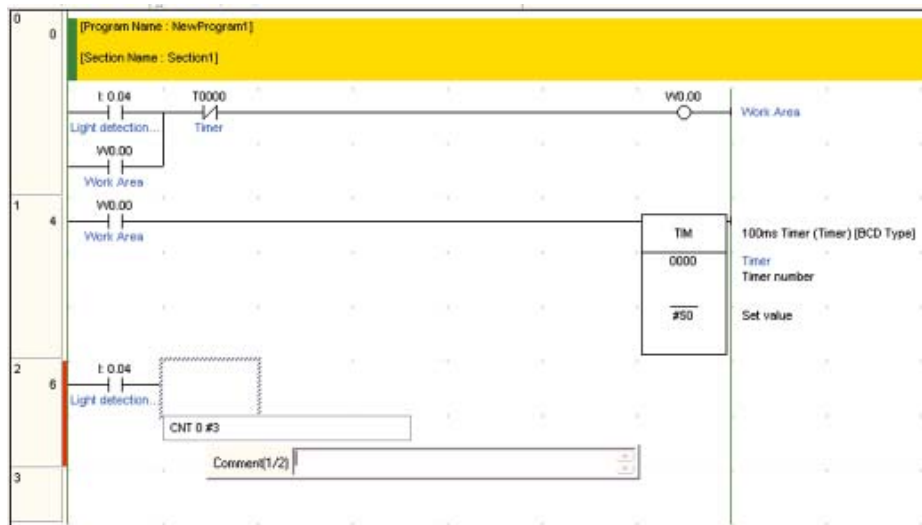 0
0
[Program Name : NewProgram1]
[Section Name : Section1]
I: 0.04 T0000 W0.00
Work Area
Light detection... Timer
W0.00
Work Area
1
4
W0.00
Work Area
TIM 100ms Timer (Timer) [BCD Type]
0000 Timer
Timer number
#50 Set value
2
6
I: 0.04
Light detection...
CNT 0 #3
Comment(1/2)
3